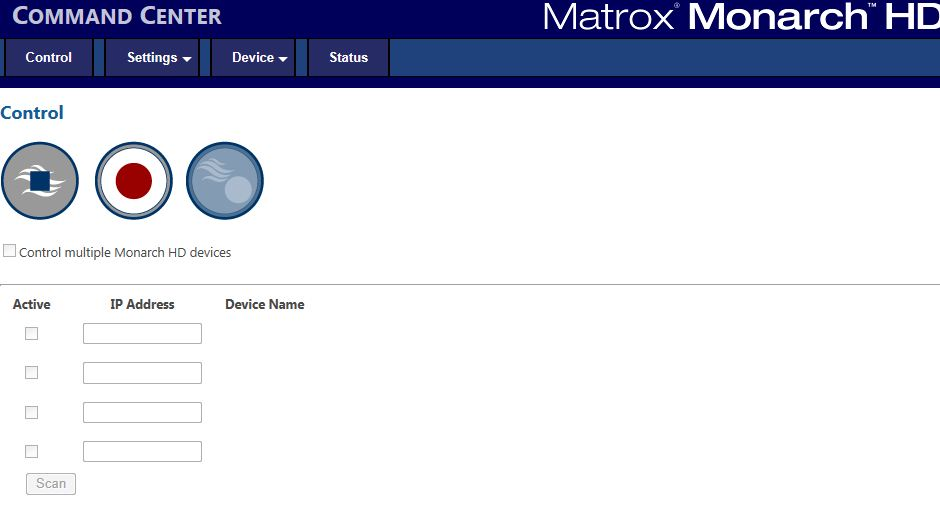 COMMAND CENTER
Matrox® Monarch™ HD
Control Settings Device Status
Control
Control multiple Monarch HD devices
Active IP Address Device Name
Scan